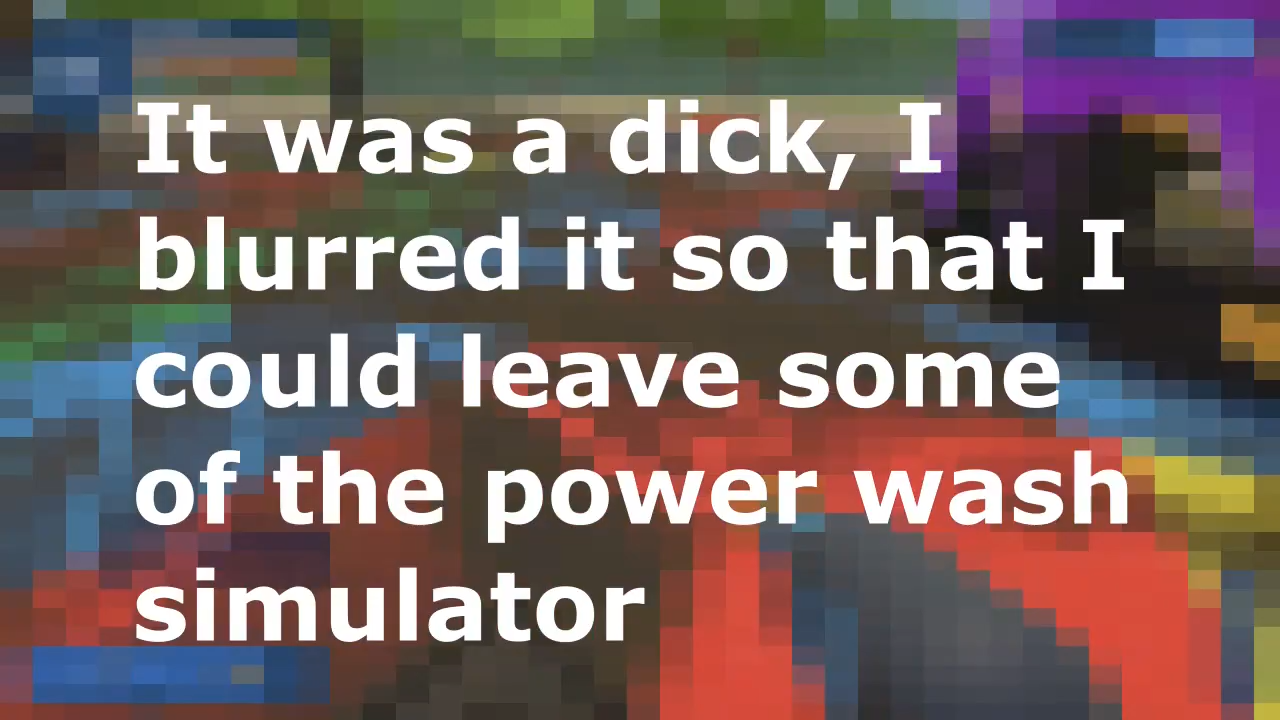 It was a dick, I
blurred it so that I
could leave some
of the power wash
simulator